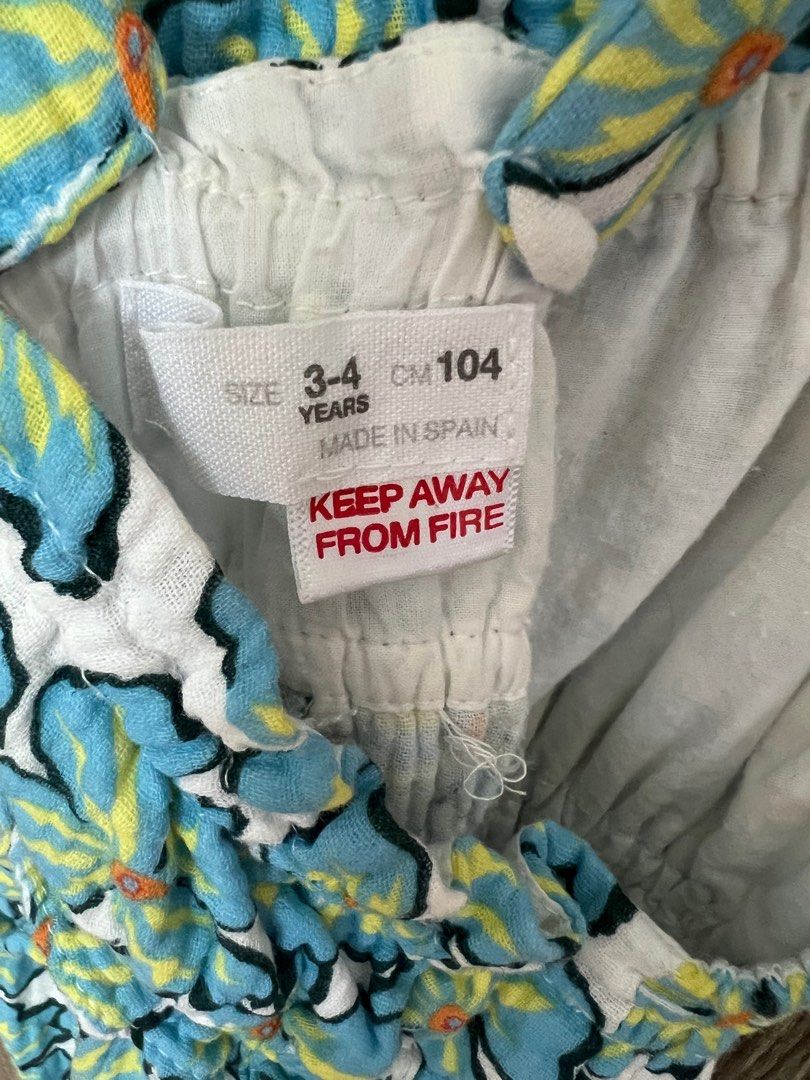 SIZE 3-4 CM 104
YEARS
MADE IN SPAIN
KEEP AWAY
FROM FIRE